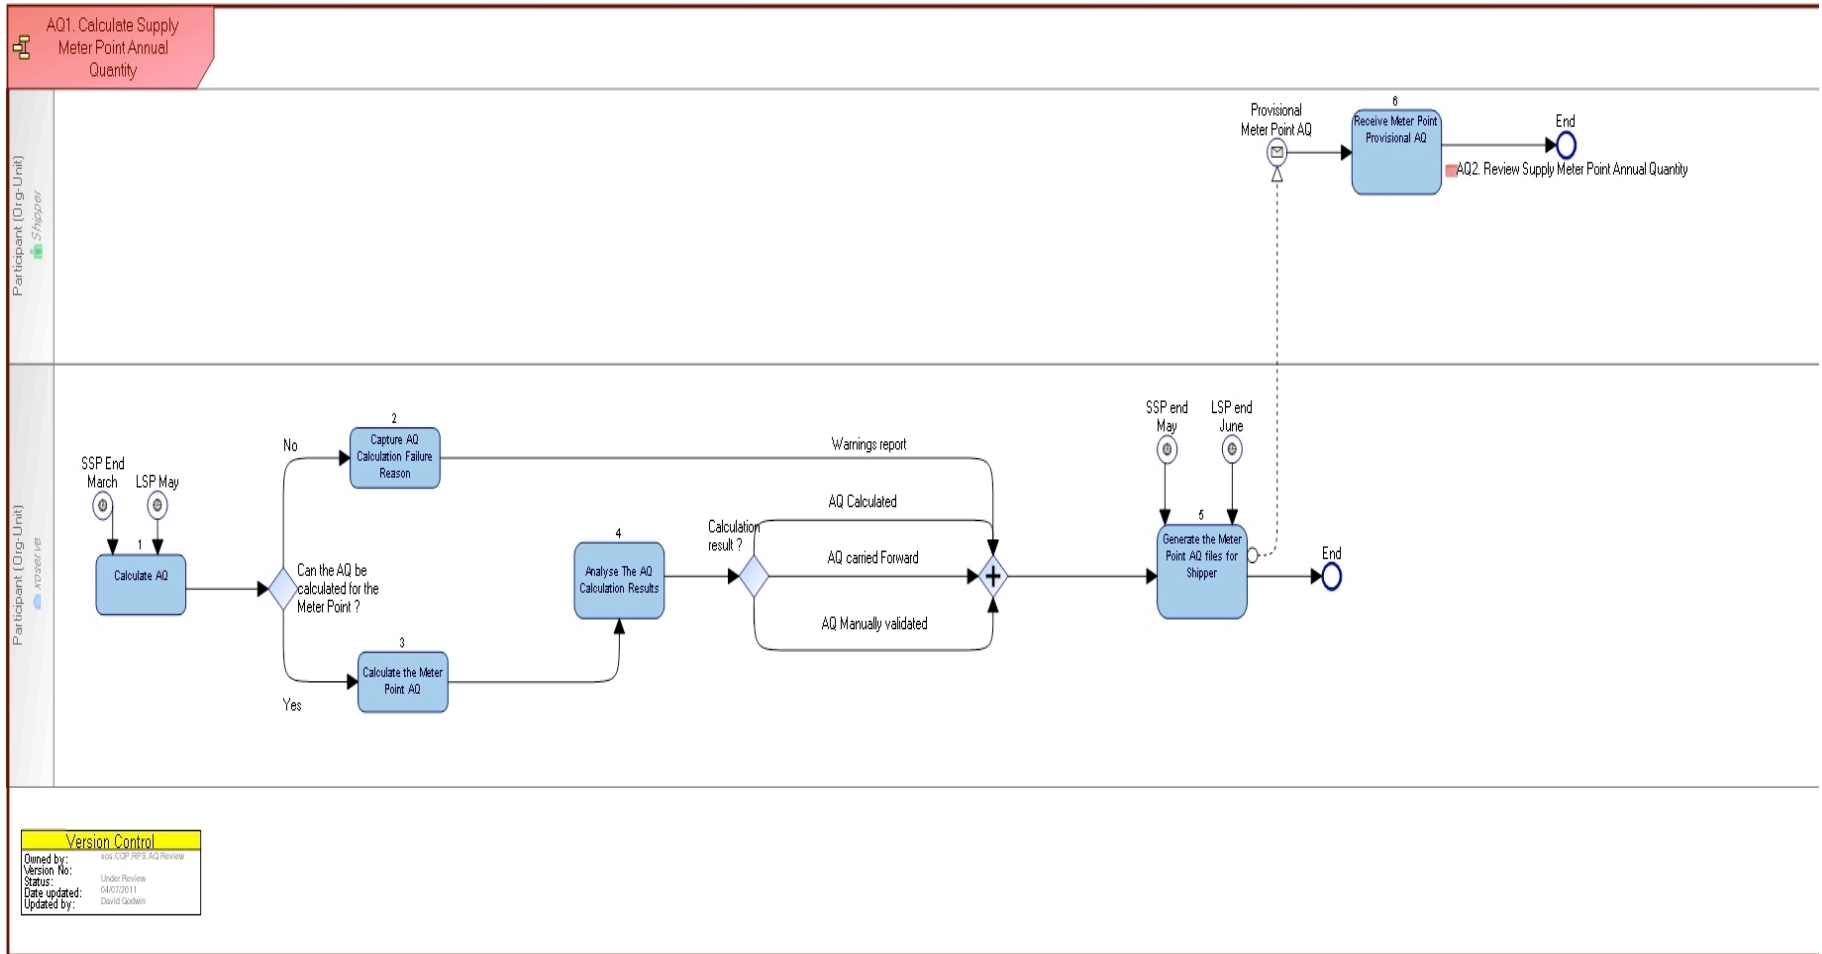 AQ1. Calculate Supply
Meter Point Annual
Quantity
Participant (Org-Unit)
Shipper
Provisional
Meter Point AQ
6
Receive Meter Point
Provisional AQ
End
AQ2. Review Supply Meter Point Annual Quantity
Participant (Org-Unit)
xoserve
SSP End
March
LSP May
1
Calculate AQ
No
2
Capture AQ
Calculation Failure
Reason
Can the AQ be
calculated for the
Meter Point ?
Yes
3
Calculate the Meter
Point AQ
4
Analyse The AQ
Calculation Results
Calculation
result ?
Warnings report
AQ Calculated
AQ carried Forward
AQ Manually validated
SSP end
May
LSP end
June
5
Generate the Meter
Point AQ files for
Shipper
End
Version Control
Owned by: xos.COP.RPS.AQ Review
Version No:
Status: Under Review
Date updated: 04/07/2011
Updated by: David Godwin